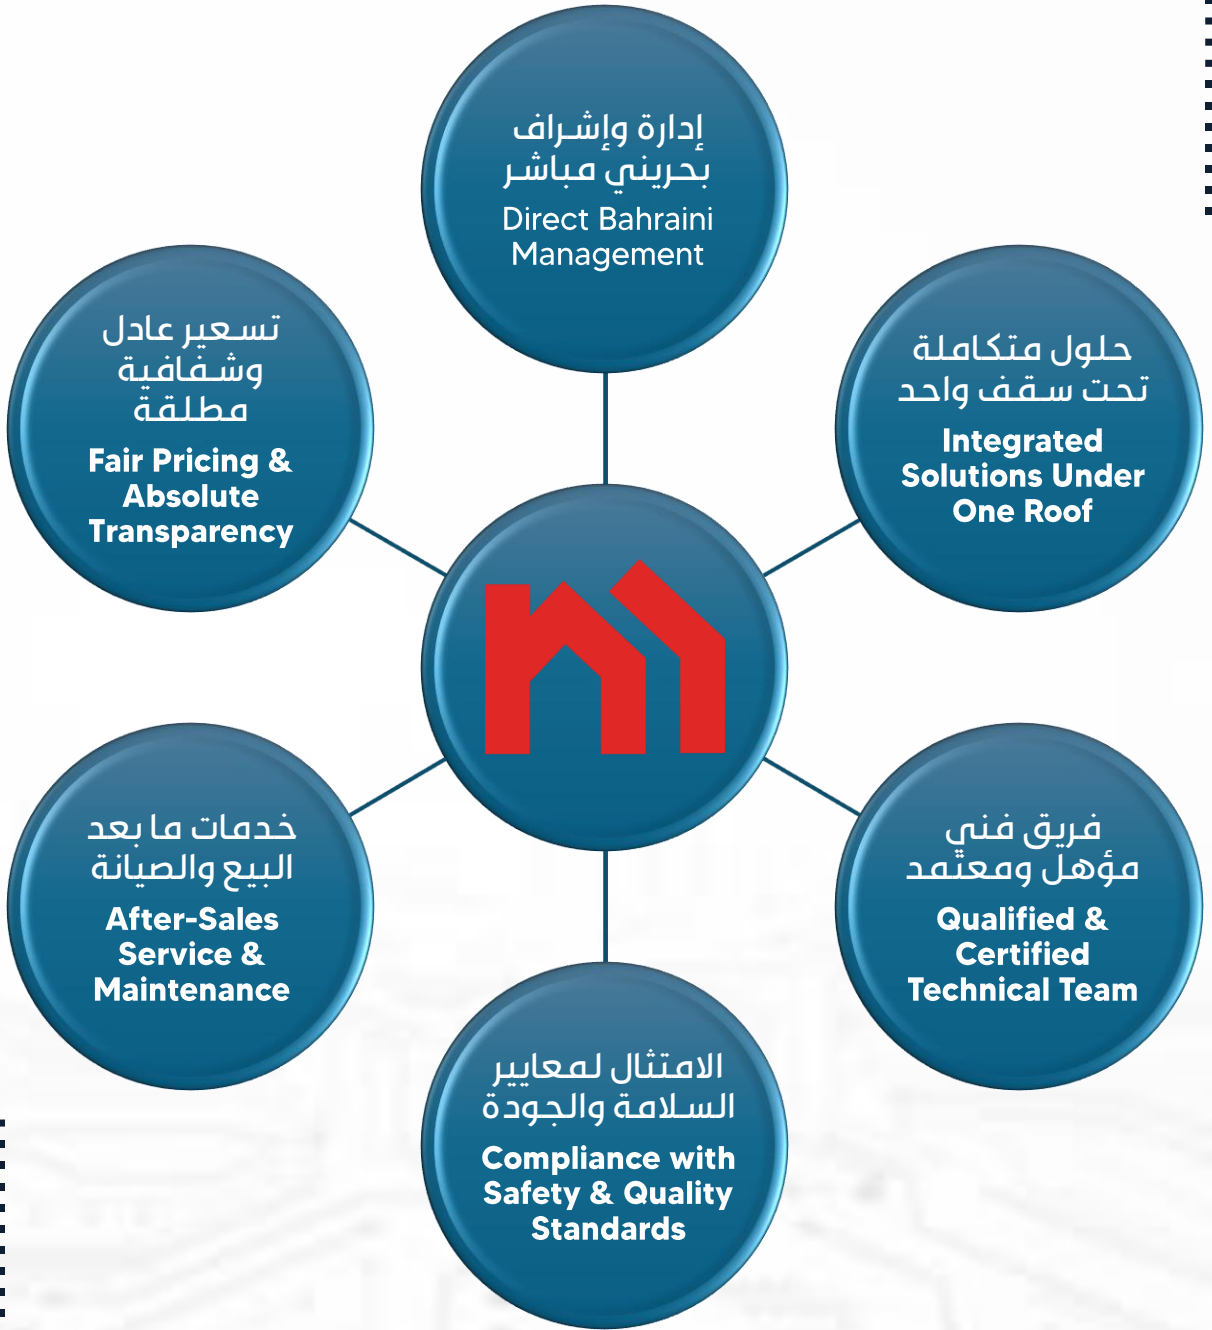 إدارة وإشراف
بحريني مباشر
Direct Bahraini
Management
حلول متكاملة
تحت سقف واحد
Integrated
Solutions Under
One Roof
فريق فني
مؤهل ومعتمد
Qualified &
Certified
Technical Team
الامتثال لمعايير
السلامة والجودة
Compliance with
Safety & Quality
Standards
خدمات ما بعد
البيع والصيانة
After-Sales
Service &
Maintenance
تسعير عادل
وشفافية
مطلقة
Fair Pricing &
Absolute
Transparency